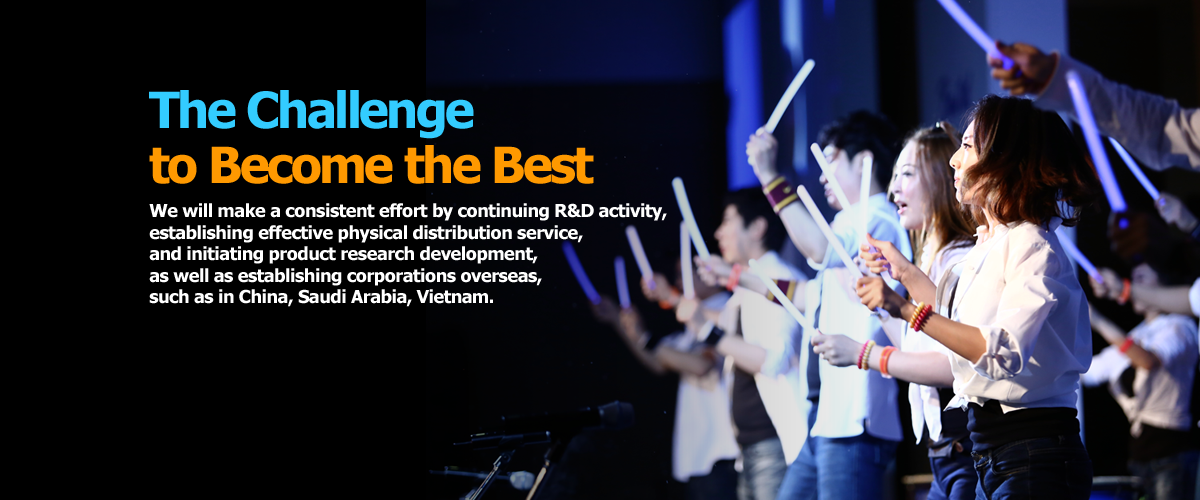 The Challenge
to Become the Best
We will make a consistent effort by continuing R&D activity,
establishing effective physical distribution service,
and initiating product research development,
as well as establishing corporations overseas,
such as in China, Saudi Arabia, Vietnam.